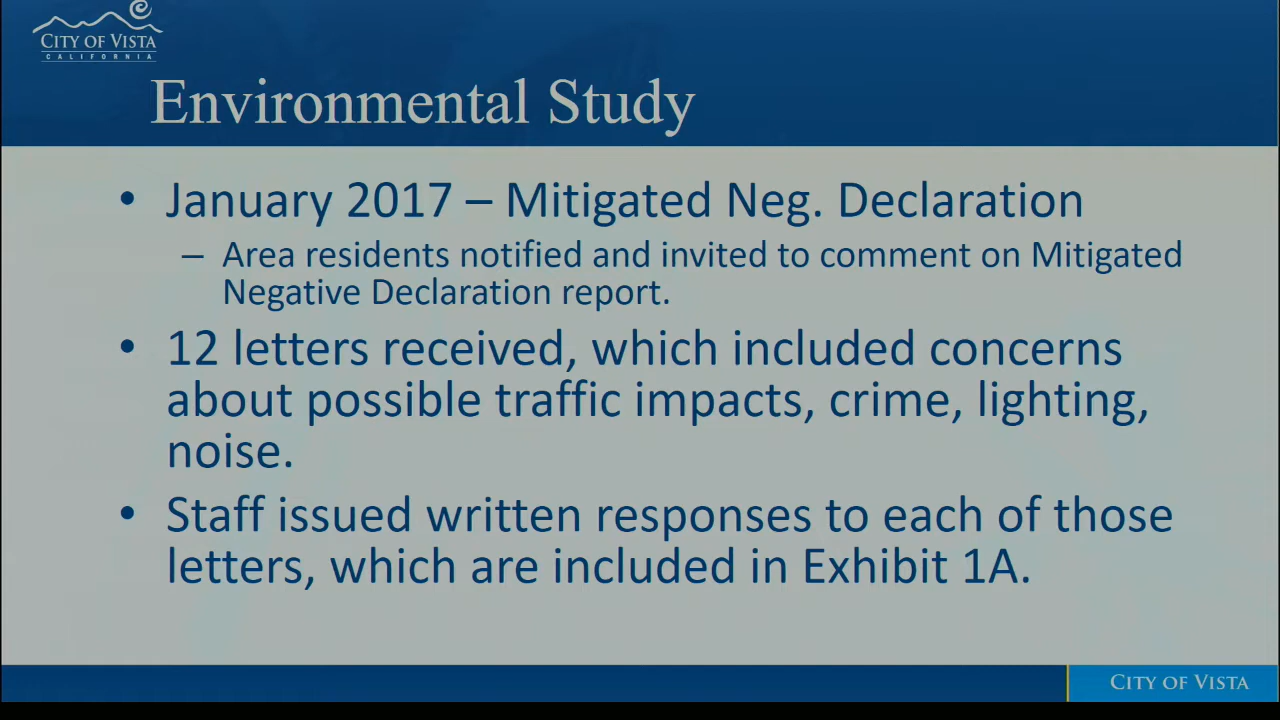 CITY OF VISTA
CALIFORNIA
Environmental Study
• January 2017 – Mitigated Neg. Declaration
– Area residents notified and invited to comment on Mitigated
Negative Declaration report.
• 12 letters received, which included concerns
about possible traffic impacts, crime, lighting,
noise.
• Staff issued written responses to each of those
letters, which are included in Exhibit 1A.
CITY OF VISTA